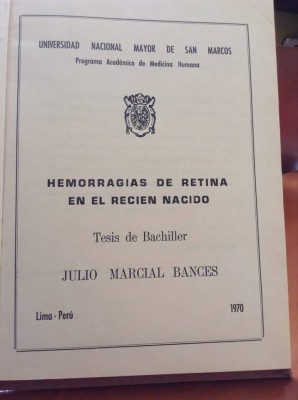 UNIVERSIDAD NACIONAL MAYOR DE SAN MARCOS
Programa Académico de Medicina Humana
HEMORRAGIAS DE RETINA
EN EL RECIEN NACIDO
Tesis de Bachiller
JULIO MARCIAL BANCES
Lima - Perú 1970